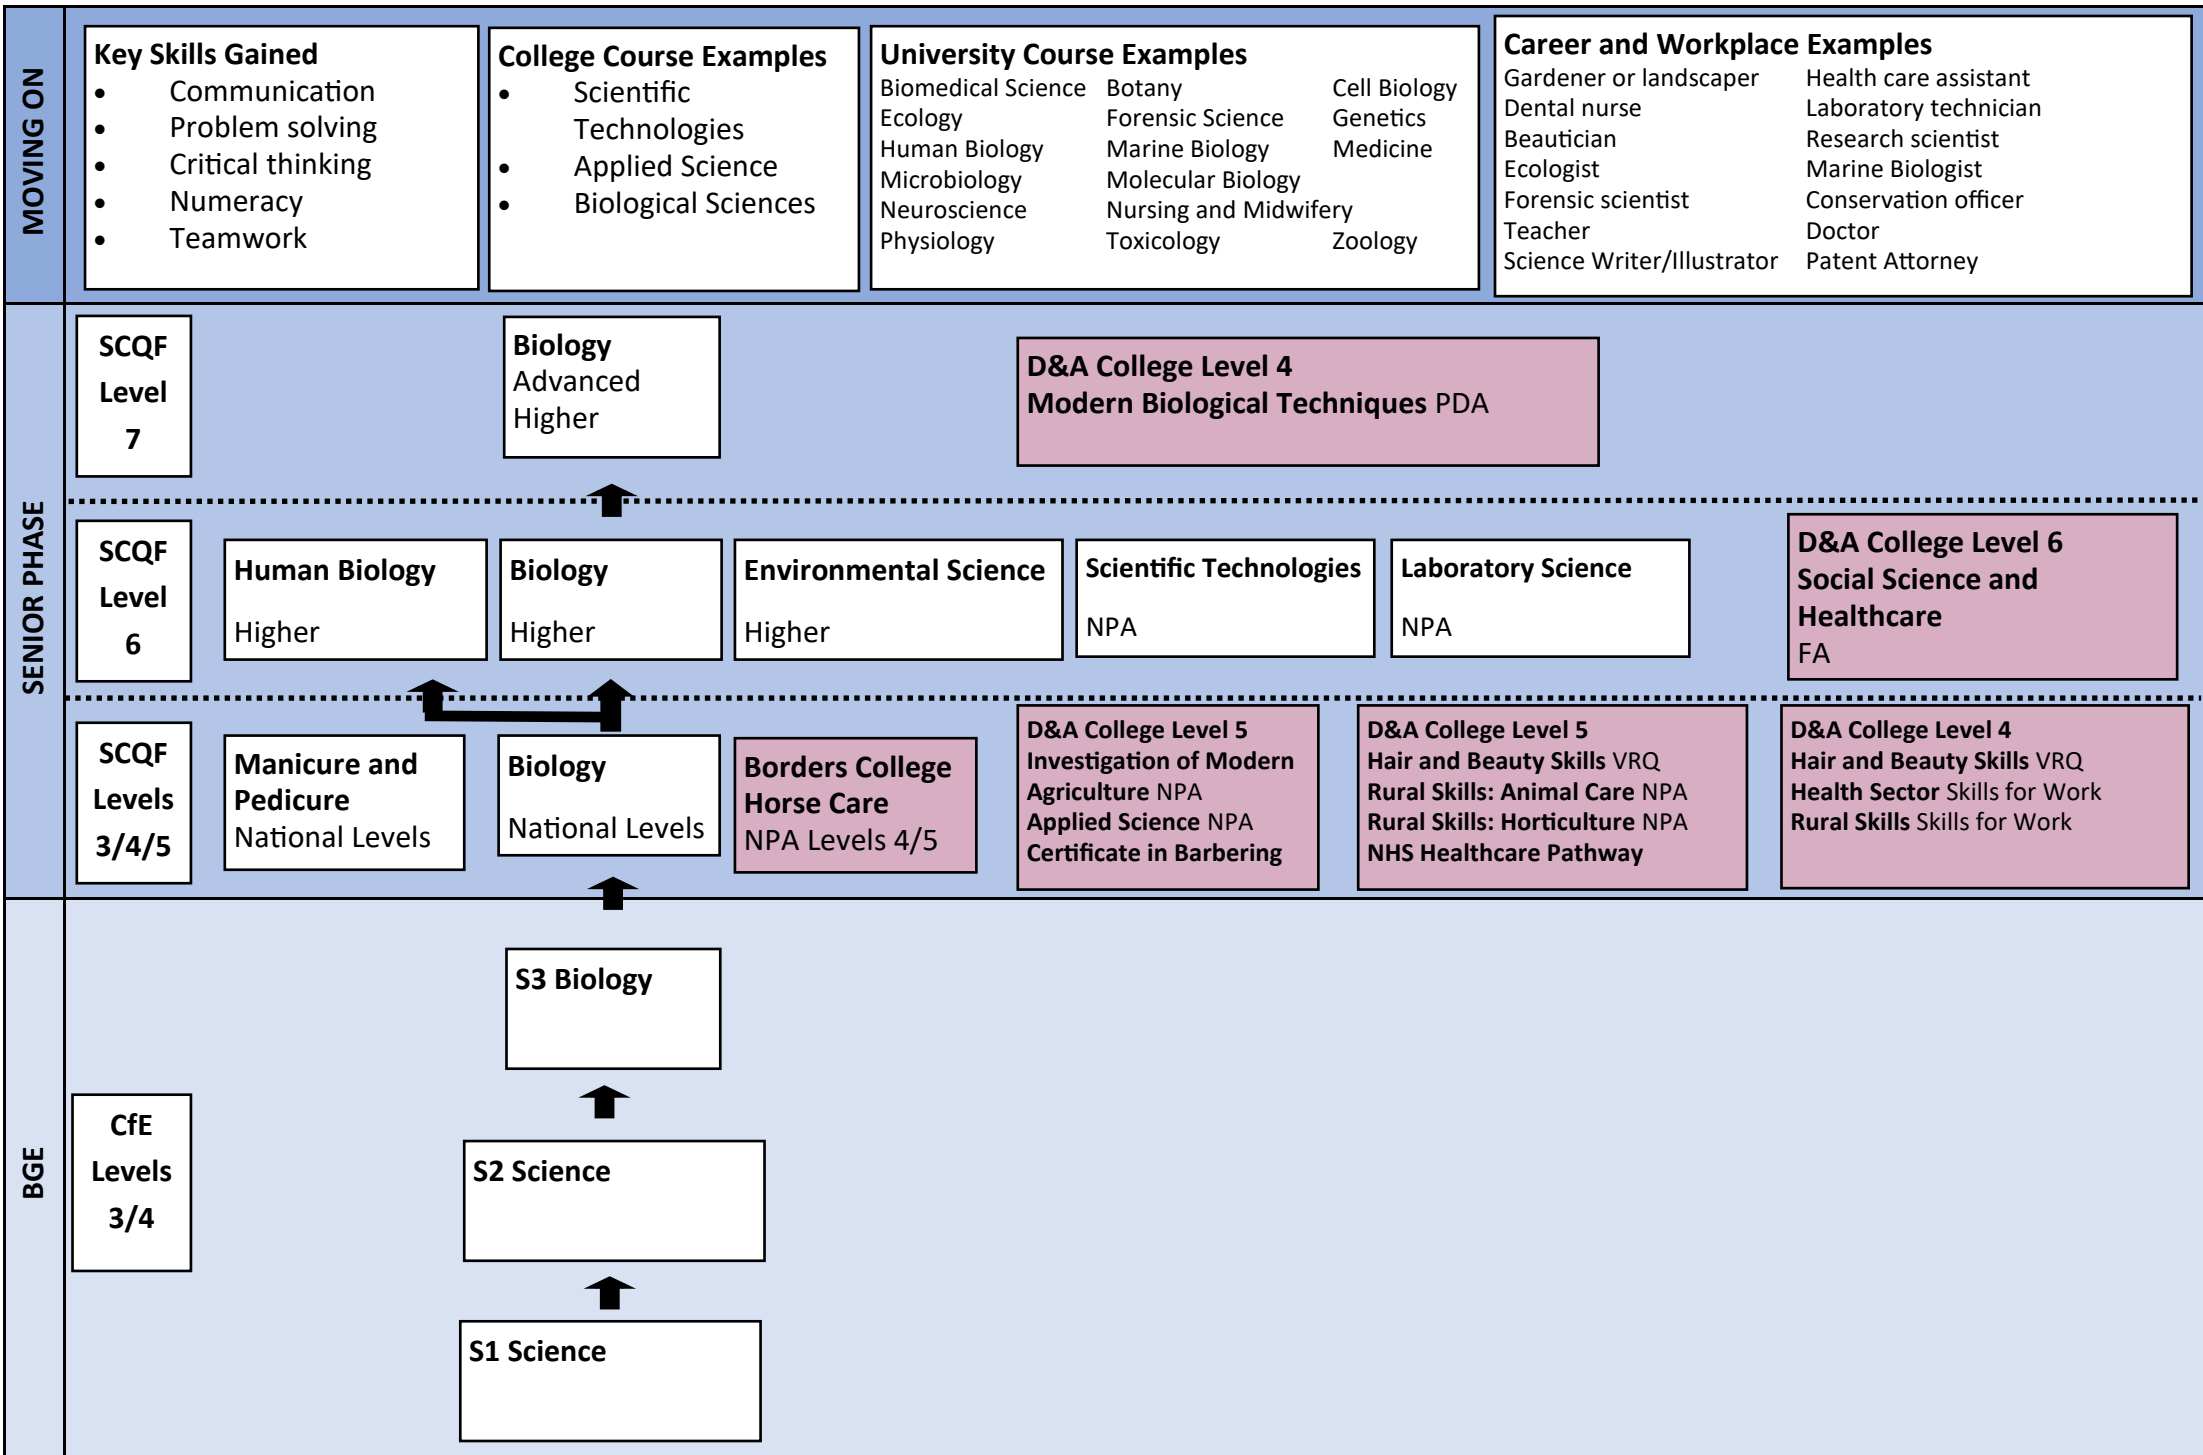 MOVING ON
Key Skills Gained
• Communication
• Problem solving
• Critical thinking
• Numeracy
• Teamwork
College Course Examples
• Scientific
Technologies
• Applied Science
• Biological Sciences
University Course Examples
Biomedical Science Botany Cell Biology
Ecology Forensic Science Genetics
Human Biology Marine Biology Medicine
Microbiology Molecular Biology
Neuroscience Nursing and Midwifery
Physiology Toxicology Zoology
Career and Workplace Examples
Gardener or landscaper Health care assistant
Dental nurse Laboratory technician
Beautician Research scientist
Ecologist Marine Biologist
Forensic scientist Conservation officer
Teacher Doctor
Science Writer/Illustrator Patent Attorney
SENIOR PHASE
SCQF
Level
7
Biology
Advanced
Higher
D&A College Level 4
Modern Biological Techniques PDA
SCQF
Level
6
Human Biology
Higher
Biology
Higher
Environmental Science
Higher
Scientific Technologies
NPA
Laboratory Science
NPA
D&A College Level 6
Social Science and
Healthcare
FA
SCQF
Levels
3/4/5
Manicure and
Pedicure
National Levels
Biology
National Levels
Borders College
Horse Care
NPA Levels 4/5
D&A College Level 5
Investigation of Modern
Agriculture NPA
Applied Science NPA
Certificate in Barbering
D&A College Level 5
Hair and Beauty Skills VRQ
Rural Skills: Animal Care NPA
Rural Skills: Horticulture NPA
NHS Healthcare Pathway
D&A College Level 4
Hair and Beauty Skills VRQ
Health Sector Skills for Work
Rural Skills Skills for Work
BGE
CfE
Levels
3/4
S3 Biology
S2 Science
S1 Science